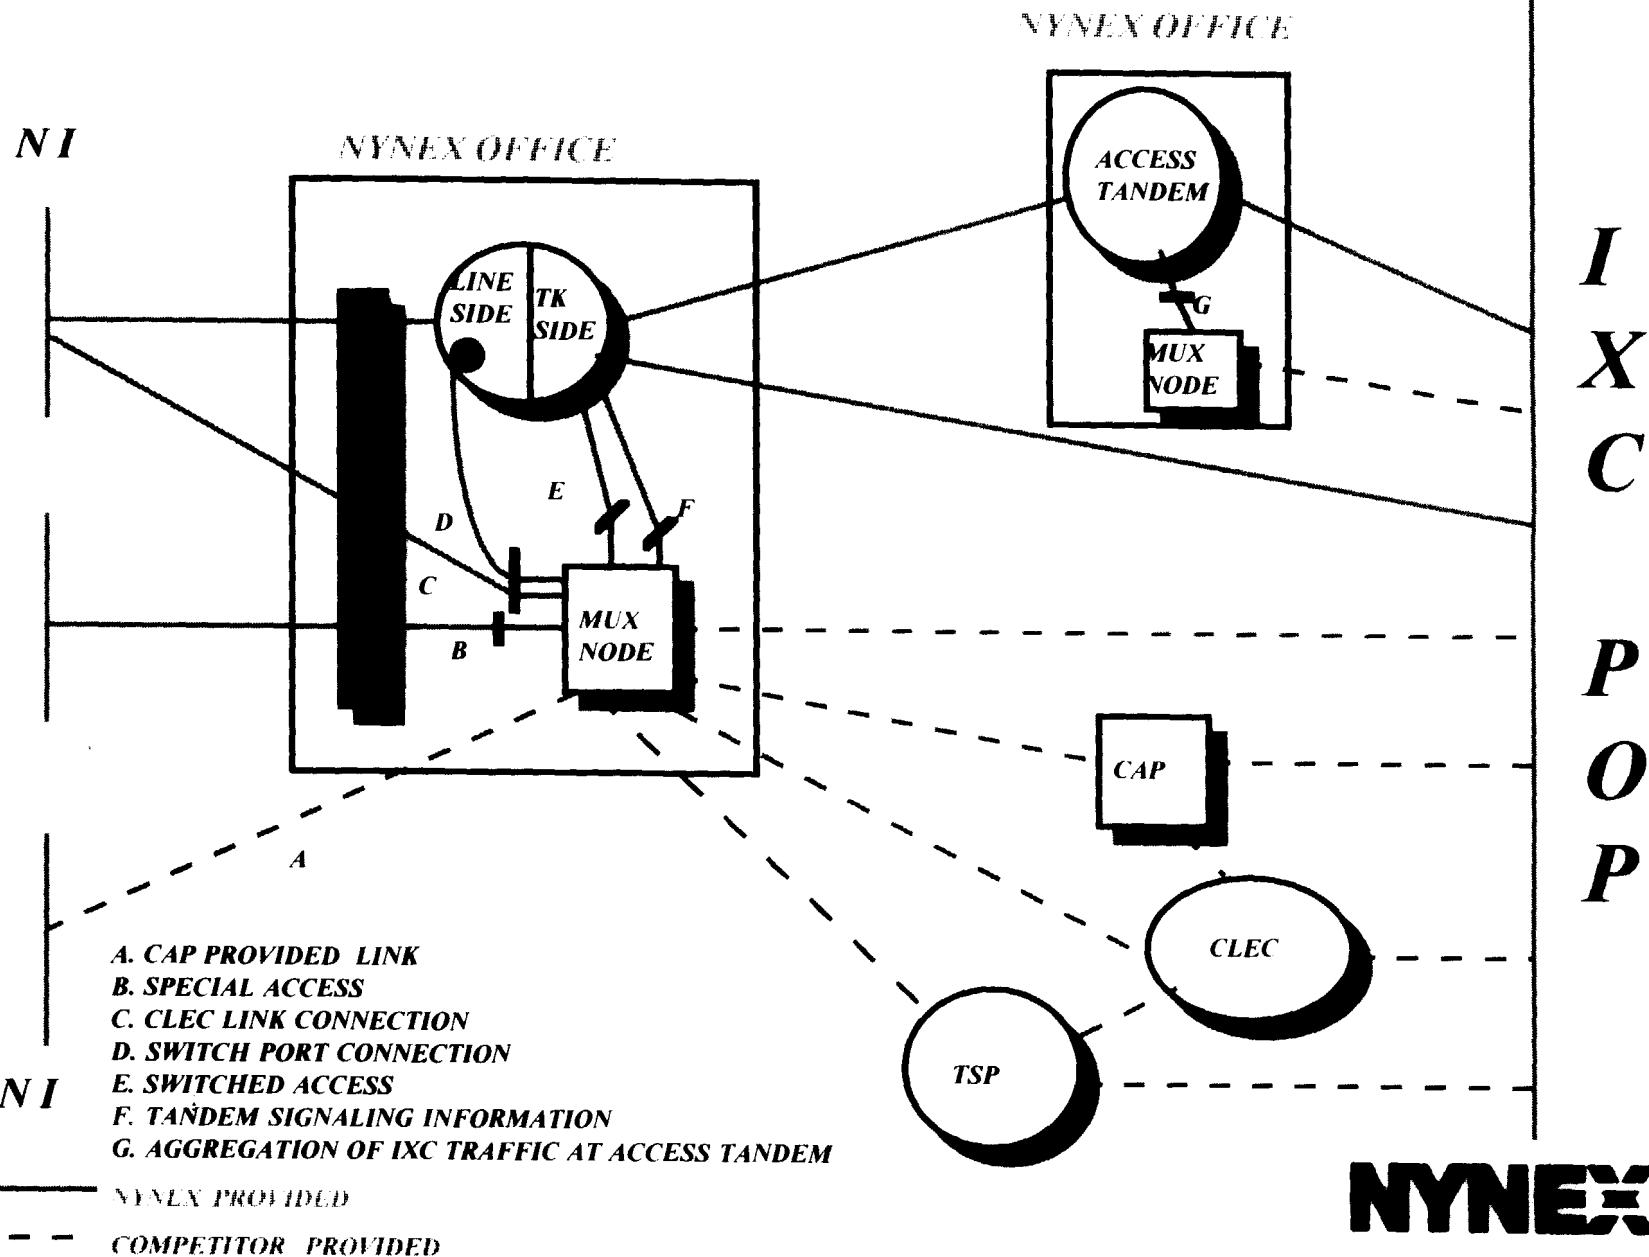 NYNEX OFFICE
NI
NYNEX OFFICE
ACCESS
TANDEM
LINE
SIDE
TK
SIDE
G
MUX
NODE
I
X
C
E
F
D
C
B
MUX
NODE
P
O
P
CAP
A
CLEC
TSP
A. CAP PROVIDED LINK
B. SPECIAL ACCESS
C. CLEC LINK CONNECTION
D. SWITCH PORT CONNECTION
E. SWITCHED ACCESS
F. TANDEM SIGNALING INFORMATION
G. AGGREGATION OF IXC TRAFFIC AT ACCESS TANDEM
NI
NYNEX PROVIDED
COMPETITOR PROVIDED
NYNEX